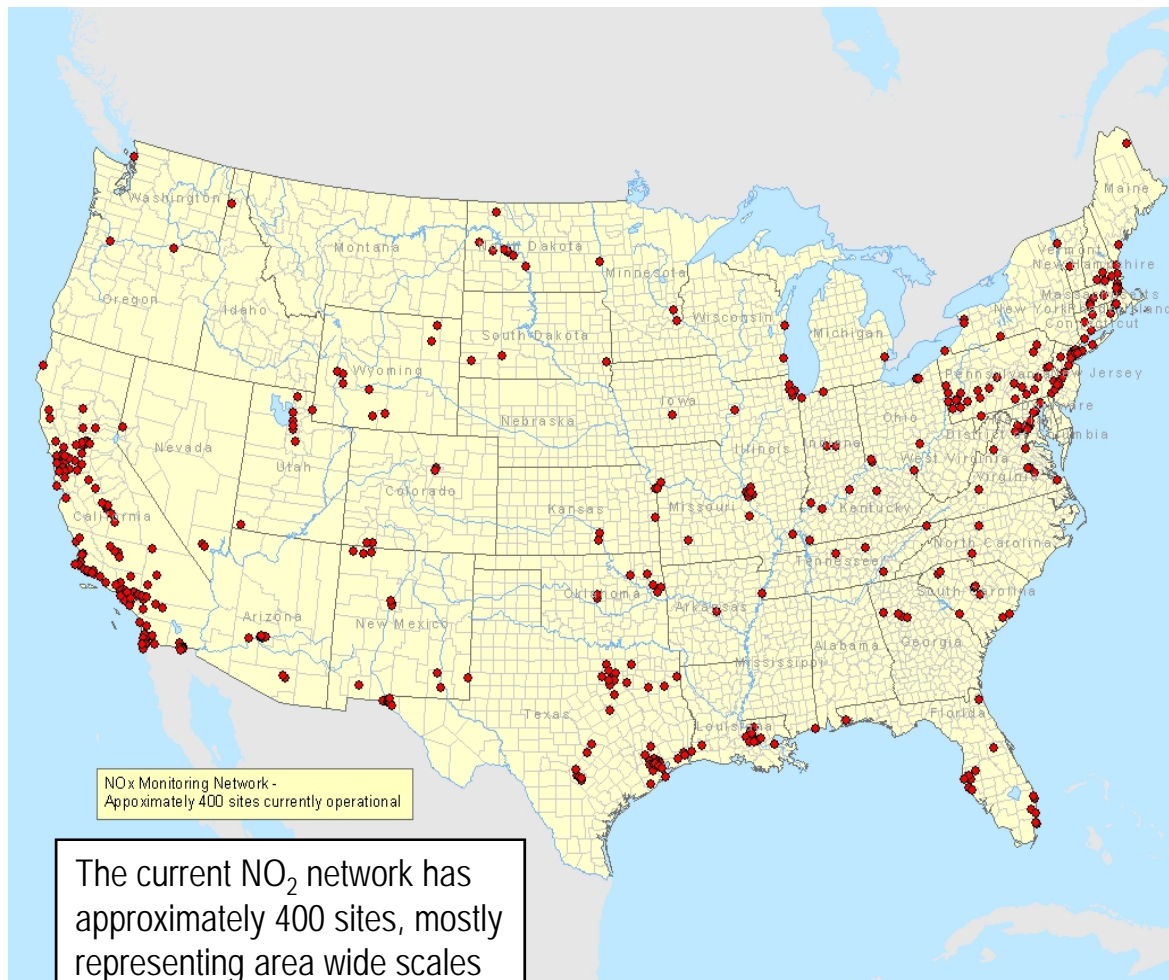 Washington
Montana
North Dakota
Minnesota
Maine
Vermont
New Hampshire
Oregon
Idaho
South Dakota
Wisconsin
Michigan
Massachusetts
New York
Connecticut
Wyoming
Pennsylvania
New Jersey
Iowa
Nebraska
Ohio
Delaware
Nevada
Utah
Illinois
Indiana
District of Columbia
West Virginia
Virginia
Colorado
Kansas
Missouri
Kentucky
California
North Carolina
Tennessee
Oklahoma
Arkansas
South Carolina
Arizona
New Mexico
Mississippi
Alabama
Georgia
Texas
Louisiana
Florida
NOx Monitoring Network -
Appoximately 400 sites currently operational
The current NO₂ network has
approximately 400 sites, mostly
representing area wide scales